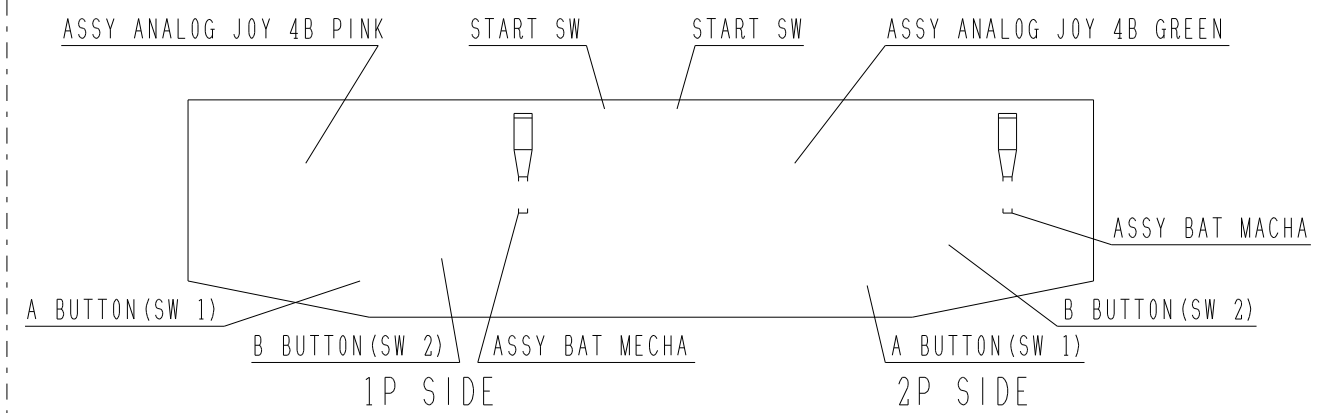 ASSY ANALOG JOY 4B PINK
START SW
START SW
ASSY ANALOG JOY 4B GREEN
ASSY BAT MACHA
A BUTTON(SW 1)
B BUTTON(SW 2)
B BUTTON(SW 2)
ASSY BAT MECHA
A BUTTON(SW 1)
1P SIDE
2P SIDE